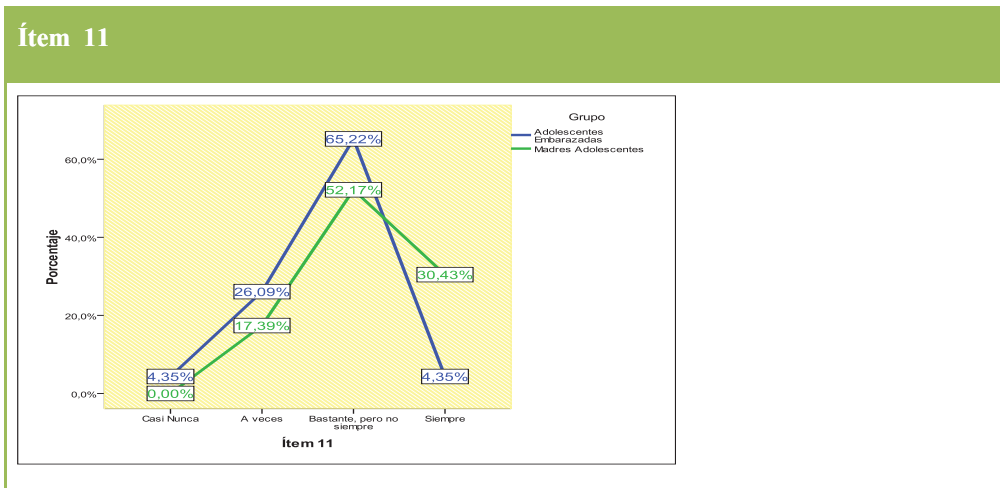 Ítem 11
Grupo
Adolescentes
Embarazadas
Madres Adolescentes
Porcentaje
60,0%
40,0%
20,0%
0,0%
65,22%
52,17%
30,43%
26,09%
17,39%
4,35%
4,35%
0,00%
Casi Nunca
A veces
Bastante, pero no
siempre
Siempre
Ítem 11